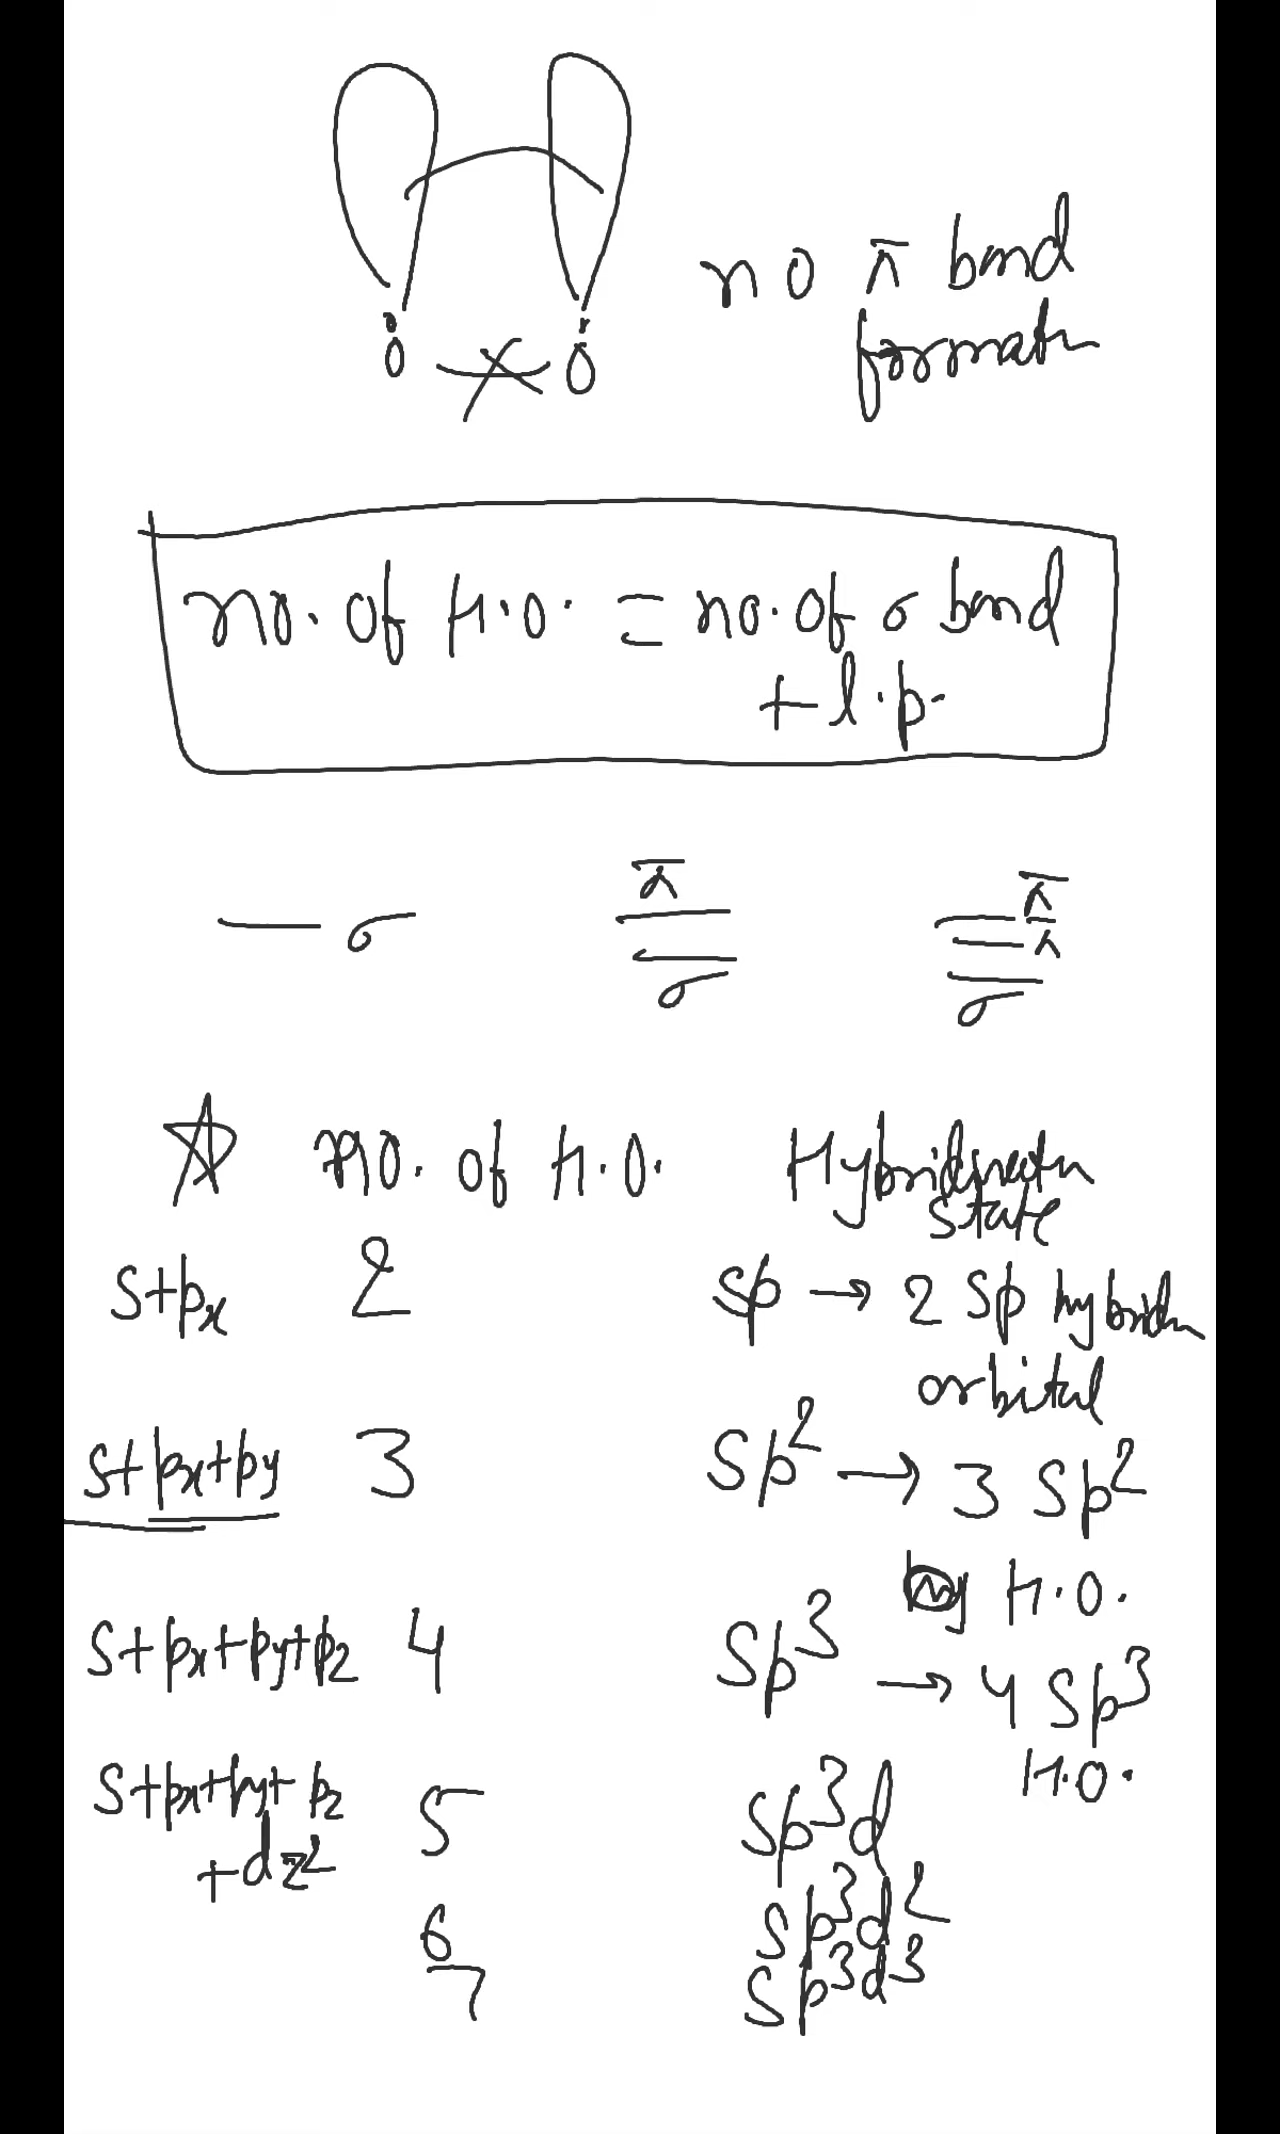 no π bond
formatn
O O
no. of H.O. = no. of σ bond
+ l.p.
— σ
π
σ
π
π
σ
no. of H.O. Hybridisatn
state
s+px 2 sp → 2 sp hybridn
orbital
s+px+py 3 sp² → 3 sp²
H.O.
s+px+py+pz 4 sp³ → 4 sp³
H.O.
s+px+py+pz 5 sp³d
+dz²
6 sp³d²
7 sp³d³